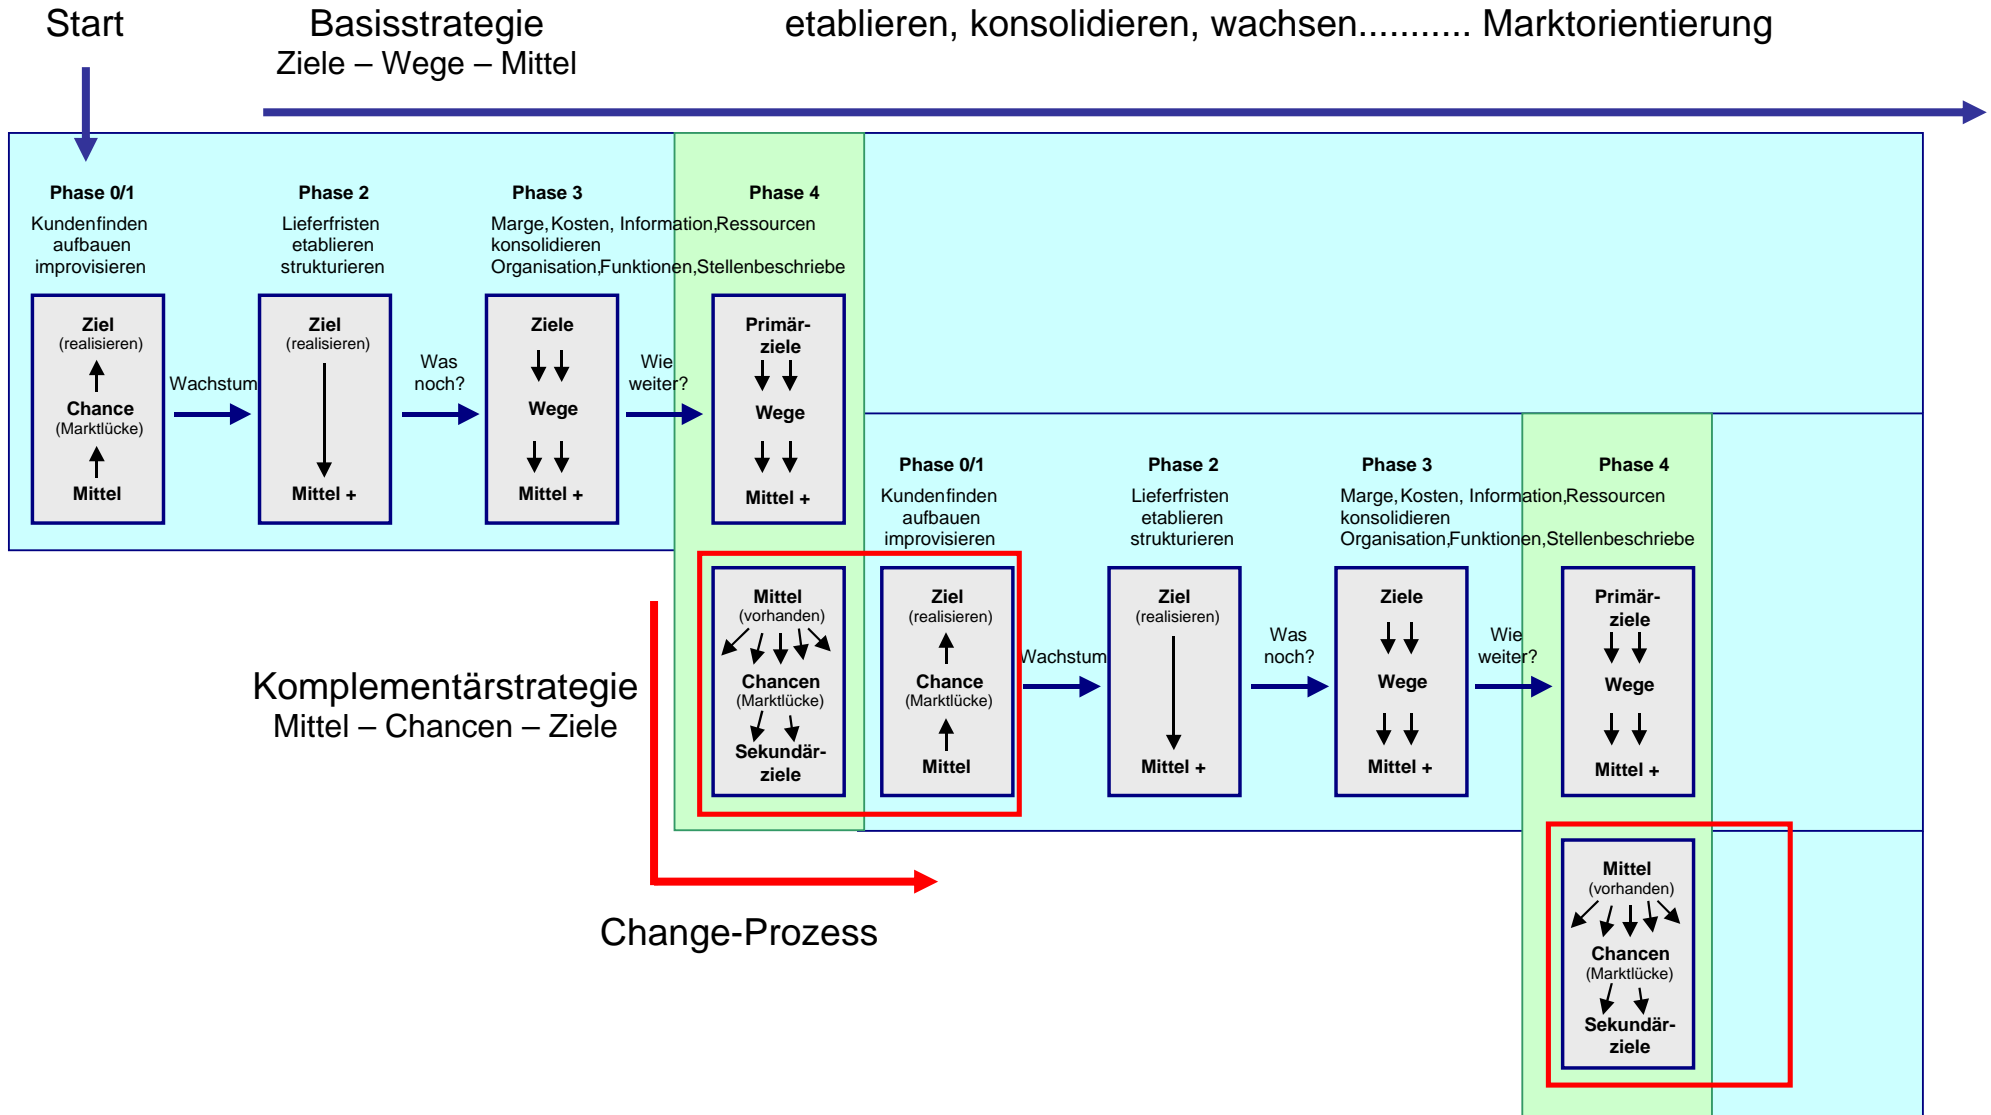 Start
Basisstrategie
Ziele – Wege – Mittel
etablieren, konsolidieren, wachsen........... Marktorientierung
Phase 0/1
Kundenfinden
aufbauen
improvisieren
Phase 2
Lieferfristen
etablieren
strukturieren
Phase 3
Phase 4
Marge, Kosten, Information, Ressourcen
konsolidieren
Organisation, Funktionen, Stellenbeschriebe
Ziel
(realisieren)
Chance
(Marktlücke)
Mittel
Wachstum
Ziel
(realisieren)
Mittel +
Was
noch?
Ziele
Wege
Mittel +
Wie
weiter?
Primär-
ziele
Wege
Mittel +
Phase 0/1
Kundenfinden
aufbauen
improvisieren
Phase 2
Lieferfristen
etablieren
strukturieren
Phase 3
Phase 4
Marge, Kosten, Information, Ressourcen
konsolidieren
Organisation, Funktionen, Stellenbeschriebe
Komplementärstrategie
Mittel – Chancen – Ziele
Mittel
(vorhanden)
Chancen
(Marktlücke)
Sekundär-
ziele
Ziel
(realisieren)
Chance
(Marktlücke)
Mittel
Wachstum
Ziel
(realisieren)
Mittel +
Was
noch?
Ziele
Wege
Mittel +
Wie
weiter?
Primär-
ziele
Wege
Mittel +
Change-Prozess
Mittel
(vorhanden)
Chancen
(Marktlücke)
Sekundär-
ziele